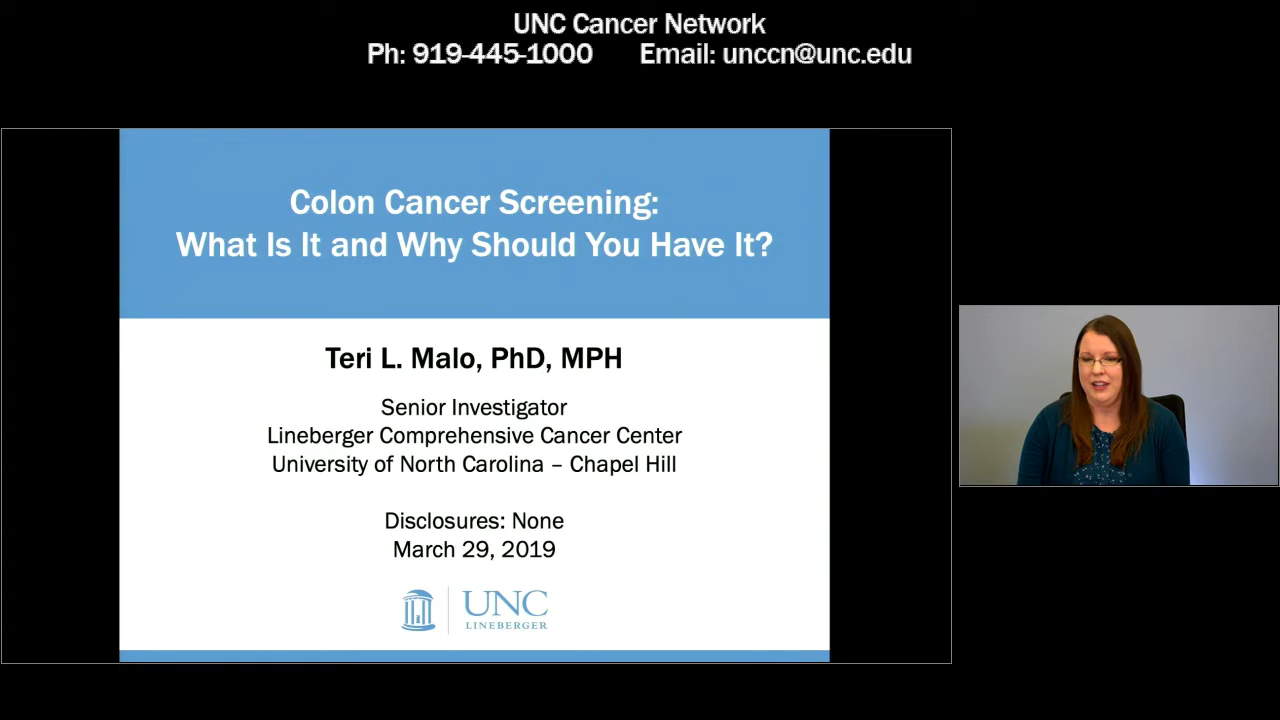 UNC Cancer Network
Ph: 919-445-1000 Email: unccn@unc.edu
Colon Cancer Screening:
What Is It and Why Should You Have It?
Teri L. Malo, PhD, MPH
Senior Investigator
Lineberger Comprehensive Cancer Center
University of North Carolina – Chapel Hill
Disclosures: None
March 29, 2019
UNC
LINEBERGER